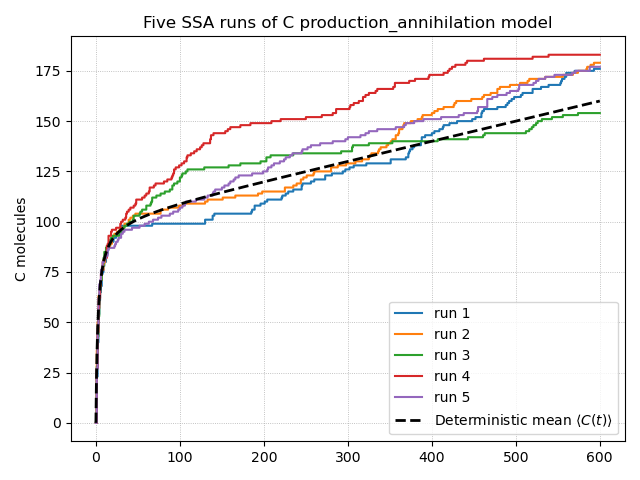 Five SSA runs of C production_annihilation model
C molecules
175
150
125
100
75
50
25
0
0 100 200 300 400 500 600
run 1
run 2
run 3
run 4
run 5
Deterministic mean ⟨C(t)⟩